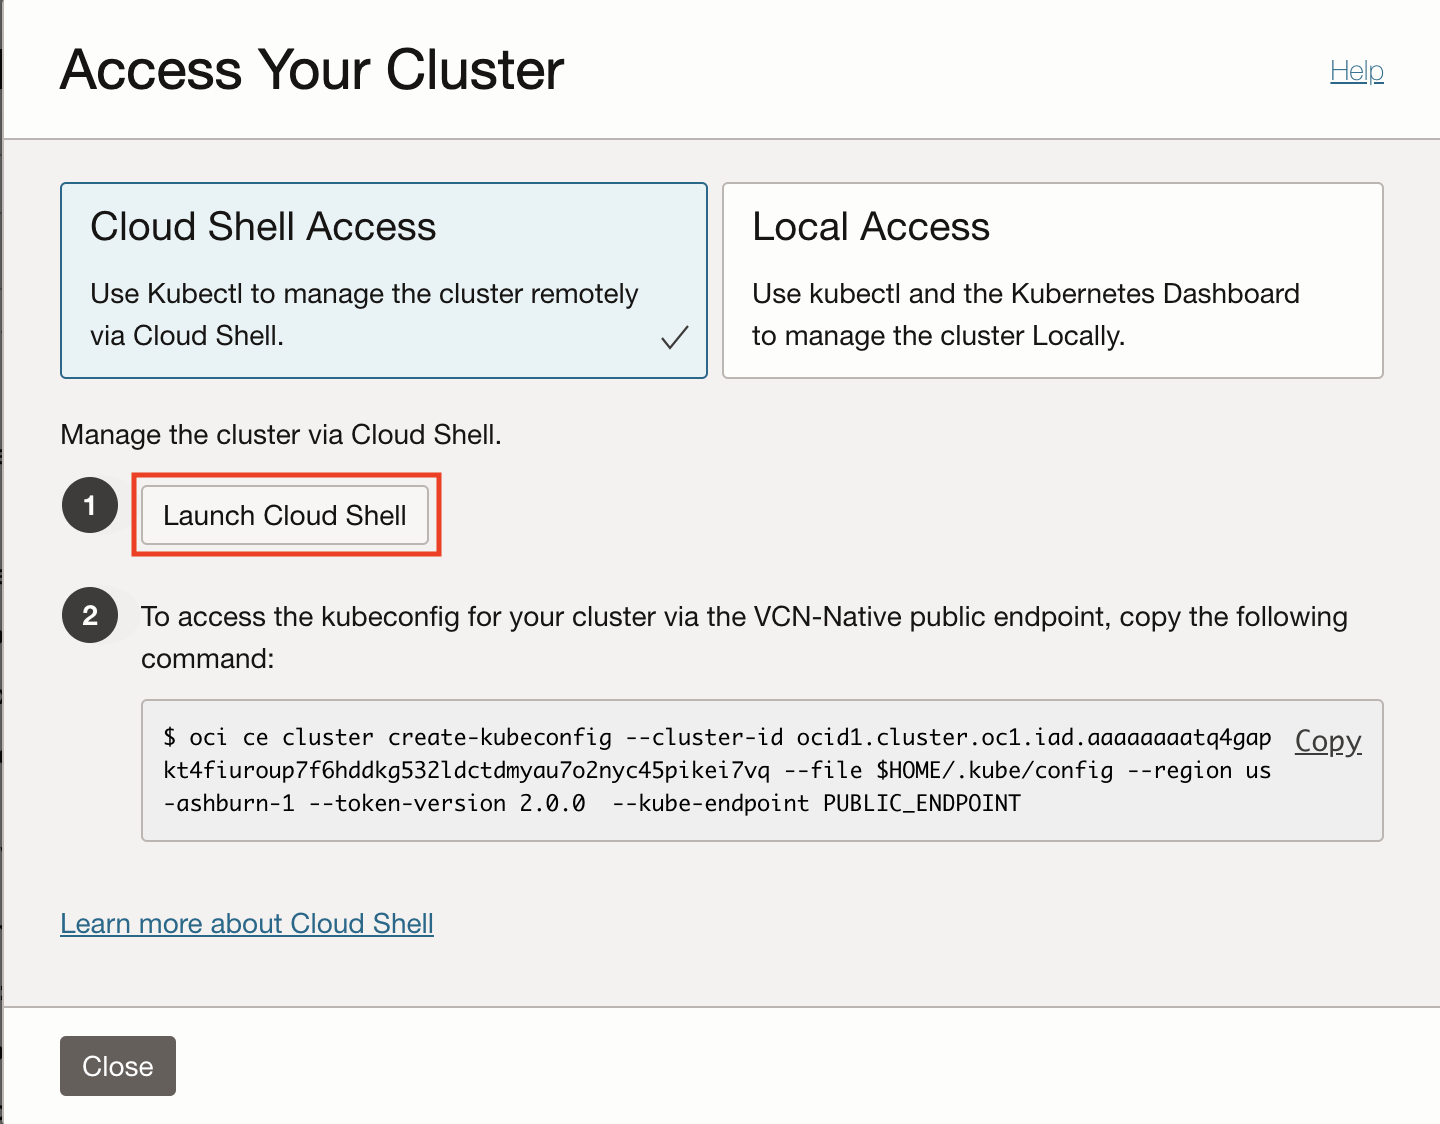 Access Your Cluster
Help
Cloud Shell Access
Use Kubectl to manage the cluster remotely
via Cloud Shell.
Local Access
Use kubectl and the Kubernetes Dashboard
to manage the cluster Locally.
Manage the cluster via Cloud Shell.
1
Launch Cloud Shell
2
To access the kubeconfig for your cluster via the VCN-Native public endpoint, copy the following
command:
$ oci ce cluster create-kubeconfig --cluster-id ocid1.cluster.oc1.iad.aaaaaaaatq4gap
kt4fiuroup7f6hddkg532ldctdmyau7o2nyc45pikei7vq --file $HOME/.kube/config --region us
-ashburn-1 --token-version 2.0.0  --kube-endpoint PUBLIC_ENDPOINT
Copy
Learn more about Cloud Shell
Close